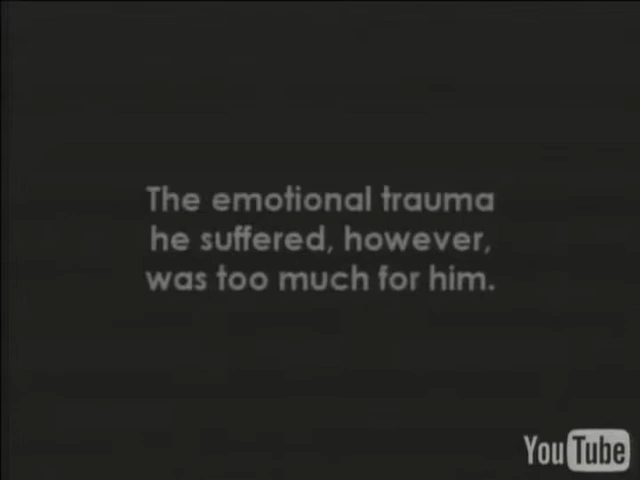 The emotional trauma
he suffered, however,
was too much for him.
YouTube